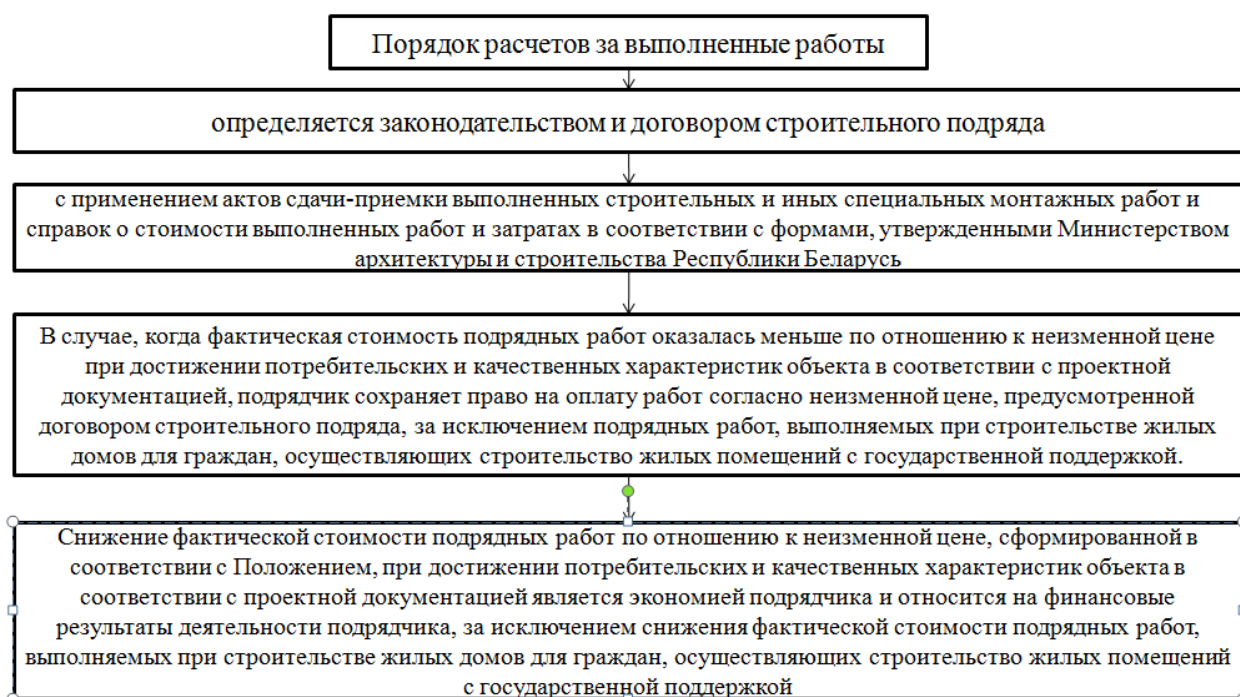 Порядок расчетов за выполненные работы
определяется законодательством и договором строительного подряда
с применением актов сдачи-приемки выполненных строительных и иных специальных монтажных работ и
справок о стоимости выполненных работ и затратах в соответствии с формами, утвержденными Министерством
архитектуры и строительства Республики Беларусь
В случае, когда фактическая стоимость подрядных работ оказалась меньше по отношению к неизменной цене
при достижении потребительских и качественных характеристик объекта в соответствии с проектной
документацией, подрядчик сохраняет право на оплату работ согласно неизменной цене, предусмотренной
договором строительного подряда, за исключением подрядных работ, выполняемых при строительстве жилых
домов для граждан, осуществляющих строительство жилых помещений с государственной поддержкой.
Снижение фактической стоимости подрядных работ по отношению к неизменной цене, сформированной в
соответствии с Положением, при достижении потребительских и качественных характеристик объекта в
соответствии с проектной документацией является экономией подрядчика и относится на финансовые
результаты деятельности подрядчика, за исключением снижения фактической стоимости подрядных работ,
выполняемых при строительстве жилых домов для граждан, осуществляющих строительство жилых помещений
с государственной поддержкой